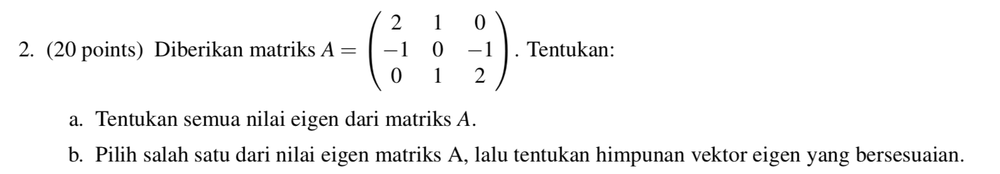 2. (20 points) Diberikan matriks A = \begin{pmatrix} 2 & 1 & 0 \\ -1 & 0 & -1 \\ 0 & 1 & 2 \end{pmatrix}. Tentukan:
a. Tentukan semua nilai eigen dari matriks A.
b. Pilih salah satu dari nilai eigen matriks A, lalu tentukan himpunan vektor eigen yang bersesuaian.